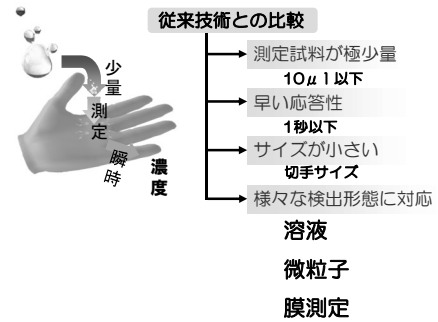 従来技術との比較
少量
測定
瞬時
濃度
測定試料が極少量
10μl以下
早い応答性
1秒以下
サイズが小さい
切手サイズ
様々な検出形態に対応
溶液
微粒子
膜測定